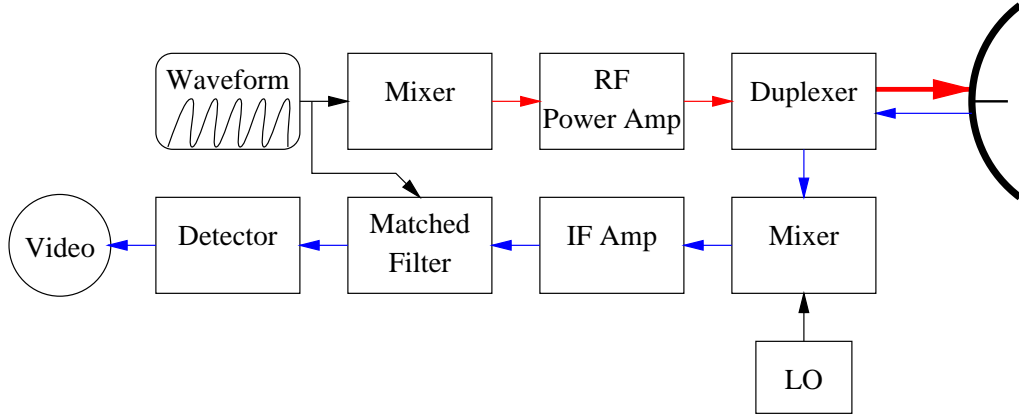 Waveform
Mixer
RF
Power Amp
Duplexer
Video
Detector
Matched
Filter
IF Amp
Mixer
LO